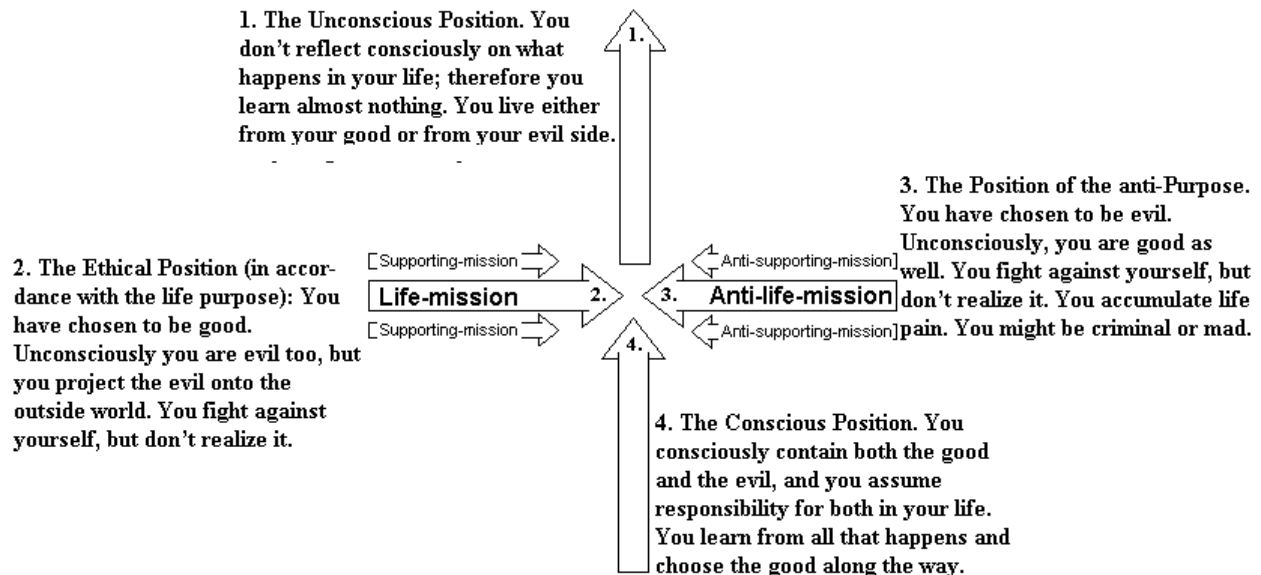 1. The Unconscious Position. You
don't reflect consciously on what
happens in your life; therefore you
learn almost nothing. You live either
from your good or from your evil side.
1.
3. The Position of the anti-Purpose.
You have chosen to be evil.
Unconsciously, you are good as
well. You fight against yourself, but
don't realize it. You accumulate life
pain. You might be criminal or mad.
2. The Ethical Position (in accor-
dance with the life purpose): You
have chosen to be good.
Unconsciously you are evil too, but
you project the evil onto the
outside world. You fight against
yourself, but don't realize it.
Supporting-mission
Life-mission 2.
Supporting-mission
Anti-supporting-mission
3. Anti-life-mission
Anti-supporting-mission
4.
4. The Conscious Position. You
consciously contain both the good
and the evil, and you assume
responsibility for both in your life.
You learn from all that happens and
choose the good along the way.